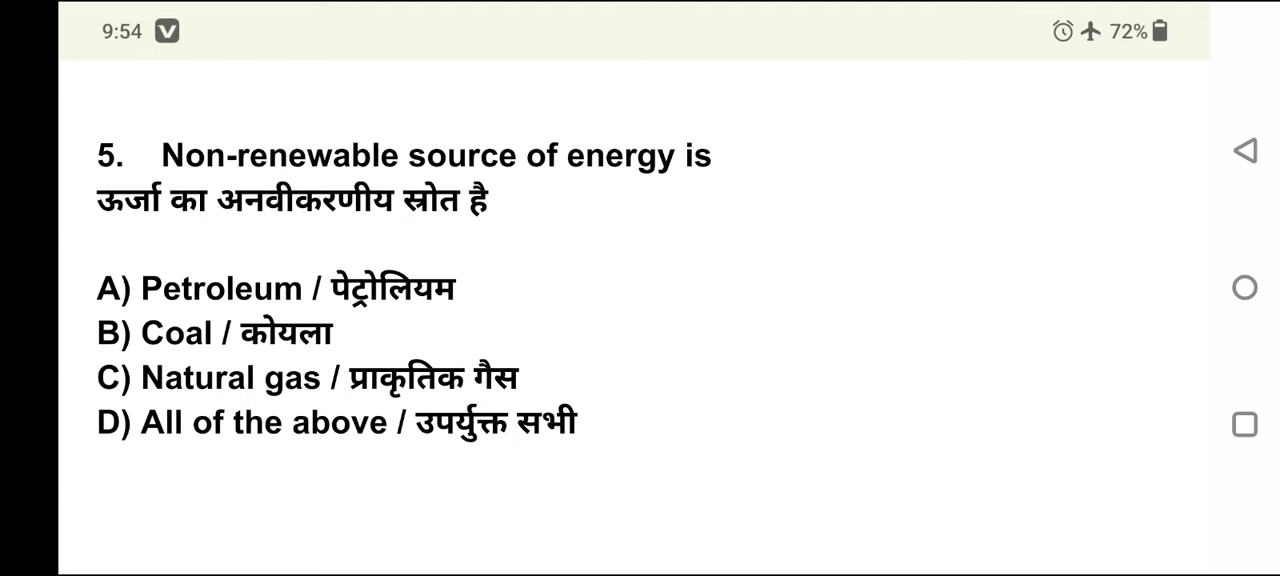 9:54 V 72%
5. Non-renewable source of energy is
ऊर्जा का अनवीकरणीय स्रोत है
A) Petroleum / पेट्रोलियम
B) Coal / कोयला
C) Natural gas / प्राकृतिक गैस
D) All of the above / उपर्युक्त सभी